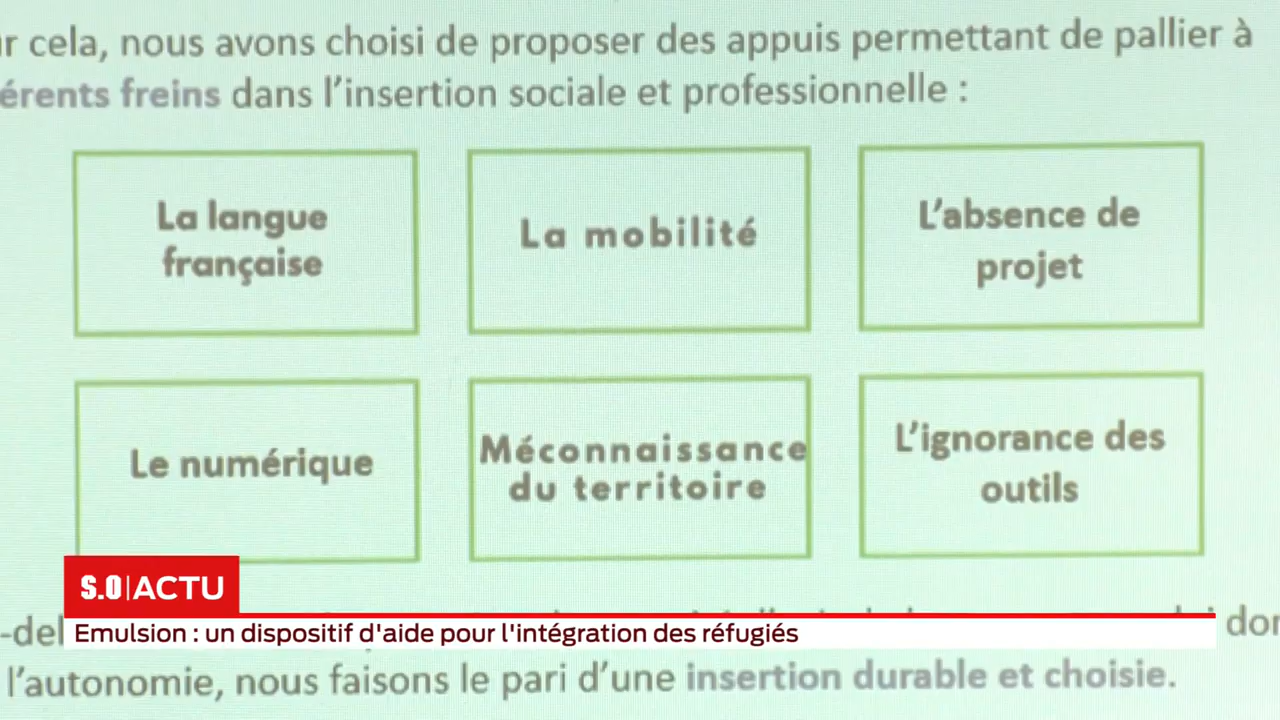 cela, nous avons choisi de proposer des appuis permettant de pallier à
freins dans l'insertion sociale et professionnelle :
La langue
française
La mobilité
L'absence de
projet
Le numérique
Méconnaissance
du territoire
L'ignorance des
outils
S.O|ACTU
Emulsion : un dispositif d'aide pour l'intégration des réfugiés
l'autonomie, nous faisons le pari d'une insertion durable et choisie.